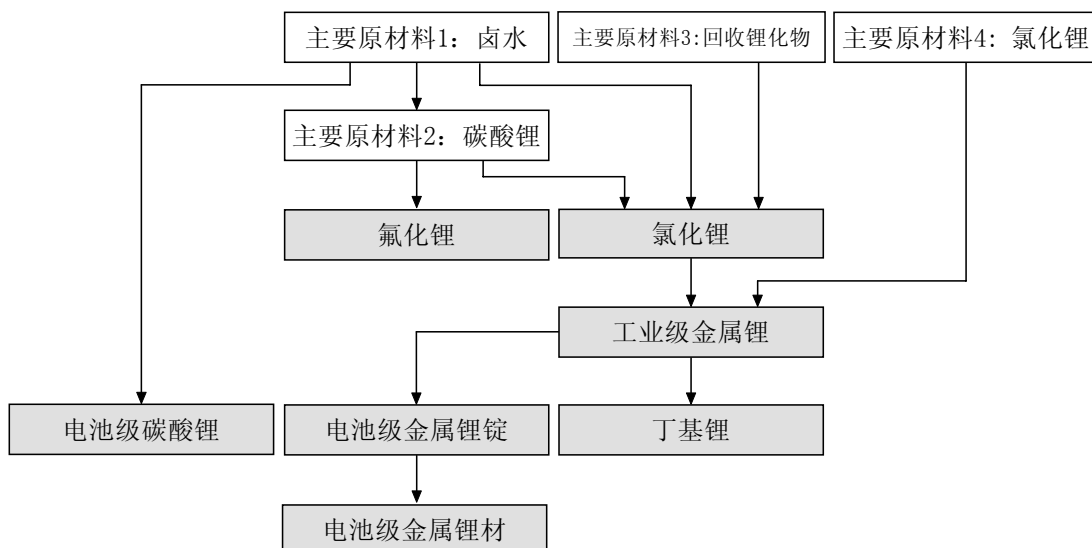 主要原材料1：卤水
主要原材料3:回收锂化物
主要原材料4: 氯化锂
主要原材料2：碳酸锂
氟化锂
氯化锂
工业级金属锂
电池级碳酸锂
电池级金属锂锭
丁基锂
电池级金属锂材